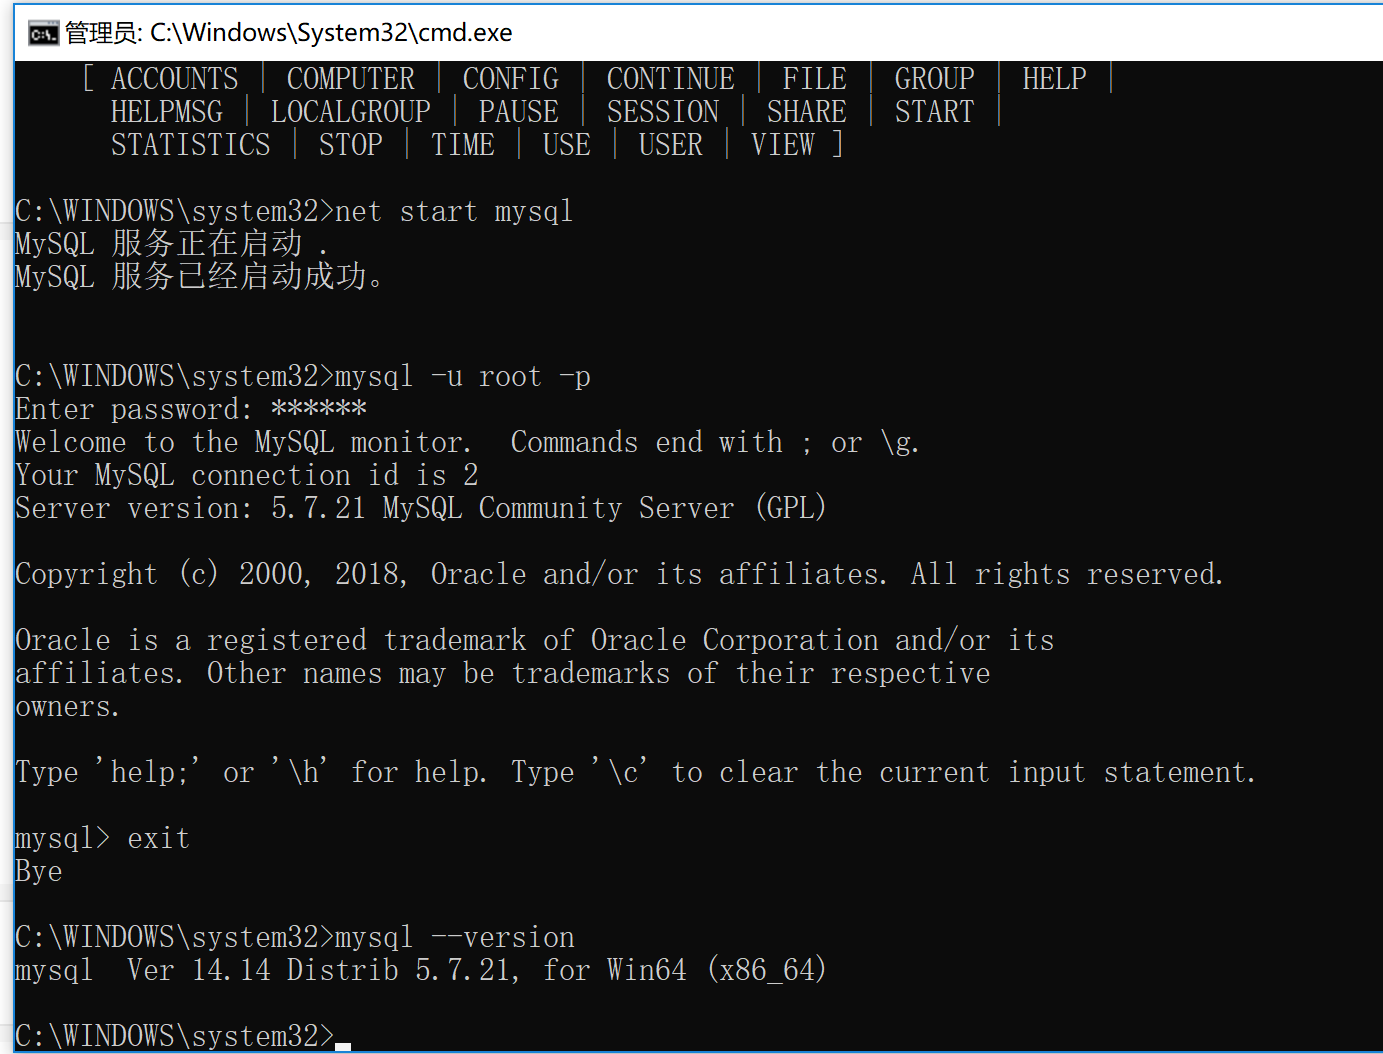 管理员: C:\Windows\System32\cmd.exe
[ ACCOUNTS | COMPUTER | CONFIG | CONTINUE | FILE | GROUP | HELP |
HELPMSG | LOCALGROUP | PAUSE | SESSION | SHARE | START |
STATISTICS | STOP | TIME | USE | USER | VIEW ]
C:\WINDOWS\system32>net start mysql
MySQL 服务正在启动 .
MySQL 服务已经启动成功。
C:\WINDOWS\system32>mysql -u root -p
Enter password: ******
Welcome to the MySQL monitor.  Commands end with ; or \g.
Your MySQL connection id is 2
Server version: 5.7.21 MySQL Community Server (GPL)
Copyright (c) 2000, 2018, Oracle and/or its affiliates. All rights reserved.
Oracle is a registered trademark of Oracle Corporation and/or its
affiliates. Other names may be trademarks of their respective
owners.
Type 'help;' or '\h' for help. Type '\c' to clear the current input statement.
mysql> exit
Bye
C:\WINDOWS\system32>mysql --version
mysql  Ver 14.14 Distrib 5.7.21, for Win64 (x86_64)
C:\WINDOWS\system32>